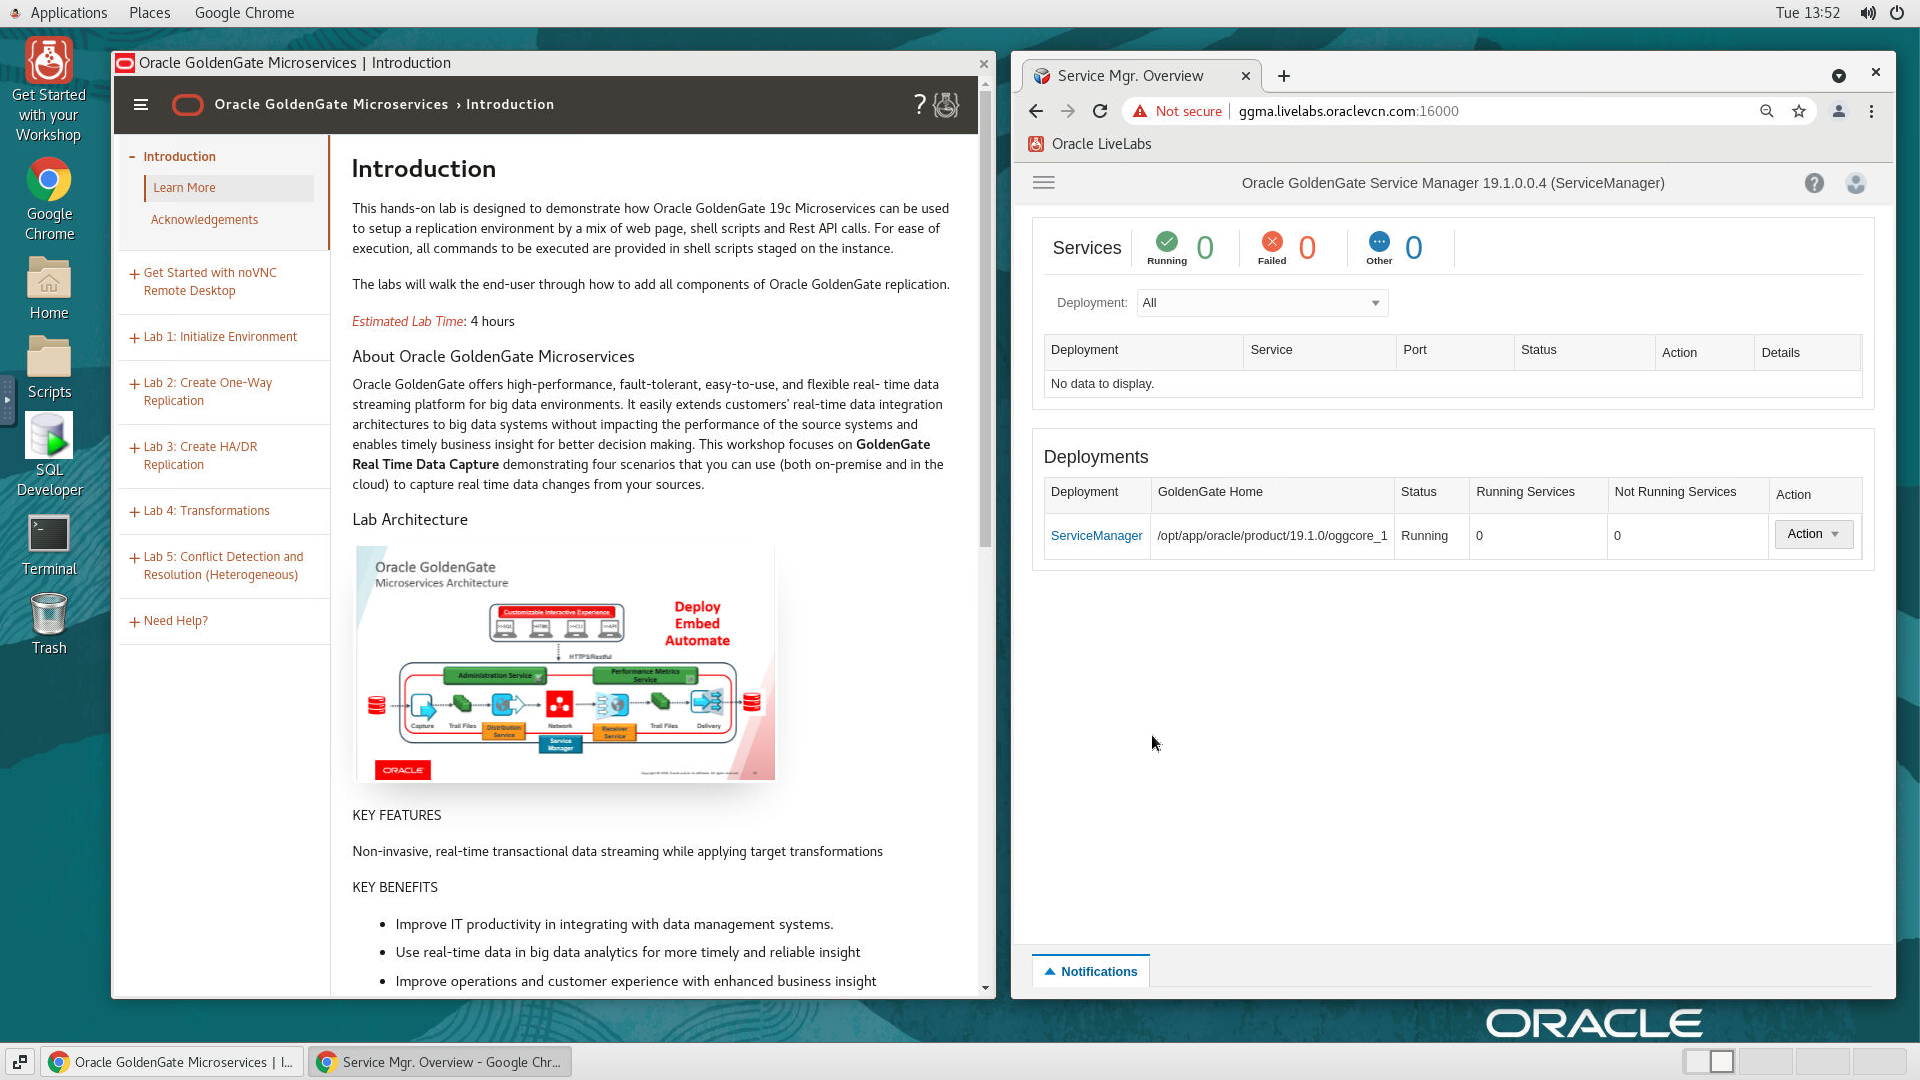 Applications Places Google Chrome Tue 13:52
Get Started
with your
Workshop
Google
Chrome
Home
Scripts
SQL
Developer
Terminal
Trash
Oracle GoldenGate Microservices | Introduction
Oracle GoldenGate Microservices › Introduction ?
- Introduction
Learn More
Acknowledgements
+ Get Started with noVNC
Remote Desktop
+ Lab 1: Initialize Environment
+ Lab 2: Create One-Way
Replication
+ Lab 3: Create HA/DR
Replication
+ Lab 4: Transformations
+ Lab 5: Conflict Detection and
Resolution (Heterogeneous)
+ Need Help?
Introduction
This hands-on lab is designed to demonstrate how Oracle GoldenGate 19c Microservices can be used
to setup a replication environment by a mix of web page, shell scripts and Rest API calls. For ease of
execution, all commands to be executed are provided in shell scripts staged on the instance.
The labs will walk the end-user through how to add all components of Oracle GoldenGate replication.
Estimated Lab Time: 4 hours
About Oracle GoldenGate Microservices
Oracle GoldenGate offers high-performance, fault-tolerant, easy-to-use, and flexible real- time data
streaming platform for big data environments. It easily extends customers’ real-time data integration
architectures to big data systems without impacting the performance of the source systems and
enables timely business insight for better decision making. This workshop focuses on GoldenGate
Real Time Data Capture demonstrating four scenarios that you can use (both on-premise and in the
cloud) to capture real time data changes from your sources.
Lab Architecture
Oracle GoldenGate
Microservices Architecture
Customizable Interactive Experience
Deploy
Embed
Automate
HTTPS/Restful
Administration Service
Performance Metrics
Service
Capture Trail Files Distribution
Service Network Receiver
Service Trail Files Delivery
Service
Manager
ORACLE
KEY FEATURES
Non-invasive, real-time transactional data streaming while applying target transformations
KEY BENEFITS
• Improve IT productivity in integrating with data management systems.
• Use real-time data in big data analytics for more timely and reliable insight
• Improve operations and customer experience with enhanced business insight
Service Mgr. Overview
Not secure | ggma.livelabs.oraclevcn.com:16000
Oracle LiveLabs
Oracle GoldenGate Service Manager 19.1.0.0.4 (ServiceManager)
Services Running 0 Failed 0 Other 0
Deployment: All
Deployment Service Port Status Action Details
No data to display.
Deployments
Deployment GoldenGate Home Status Running Services Not Running Services Action
ServiceManager /opt/app/oracle/product/19.1.0/oggcore_1 Running 0 0 Action
Notifications
ORACLE
Oracle GoldenGate Microservices | I... Service Mgr. Overview - Google Chr...